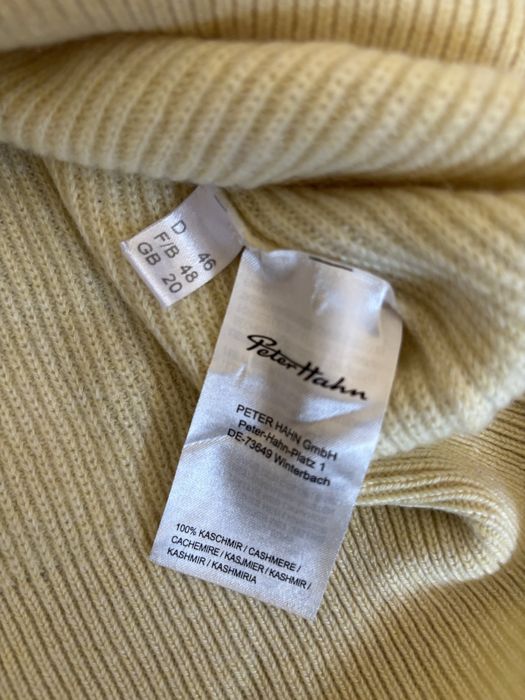 D 46
F/B 48
GB 20
Peter Hahn
PETER HAHN GmbH
Peter-Hahn-Platz 1
DE-73649 Winterbach
100% KASCHMIR / CASHMERE /
CACHEMIRE / KASJMIER / KASHMIR /
KASHMIR / KASHMIRIA